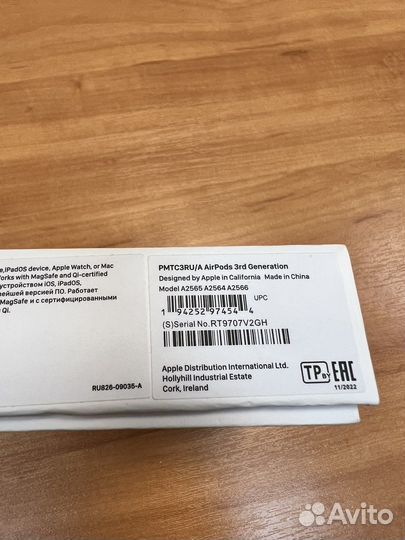 e,iPadOS device, Apple Watch, or Mac
orks with MagSafe and Qi-certified
устройством iOS, iPadOS,
ейшей версией ПО. Работает
MagSafe и с сертифицированными
QI.
RU826-09035-A
PMTC3RU/A AirPods 3rd Generation
Designed by Apple in California Made in China
Model A2565 A2564 A2566
1 94252 97454 4
UPC
(S)Serial No.RT9707V2GH
Apple Distribution International Ltd.
Hollyhill Industrial Estate
Cork, Ireland
TP BY EAC
11/2022
Avito